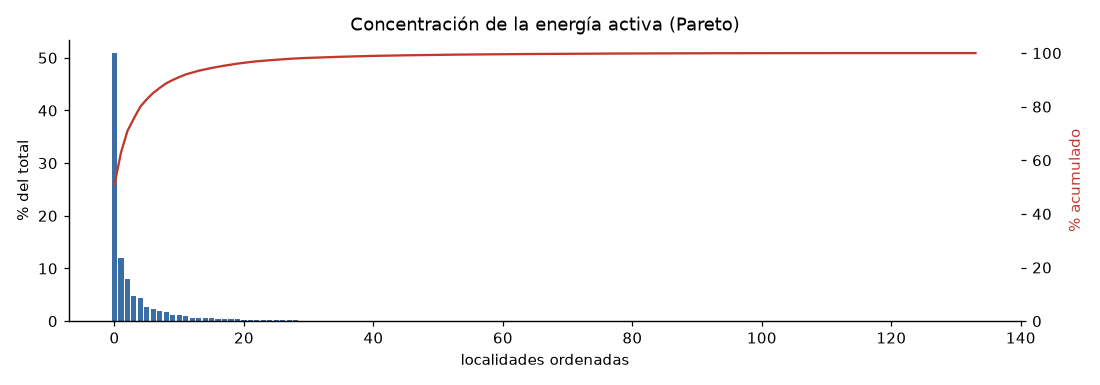 Concentración de la energía activa (Pareto)
% del total
50
40
30
20
10
0
100
80
60
40
20
0
% acumulado
0 20 40 60 80 100 120 140
localidades ordenadas